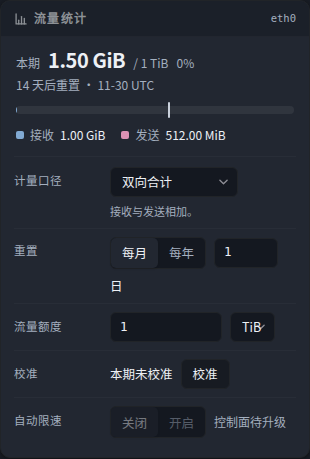 流量统计 eth0
本期 1.50 GiB / 1 TiB 0%
14 天后重置 · 11-30 UTC
接收 1.00 GiB 发送 512.00 MiB
计量口径 双向合计
接收与发送相加。
重置 每月 每年 1
日
流量额度 1 TiB
校准 本期未校准 校准
自动限速 关闭 开启 控制面待升级